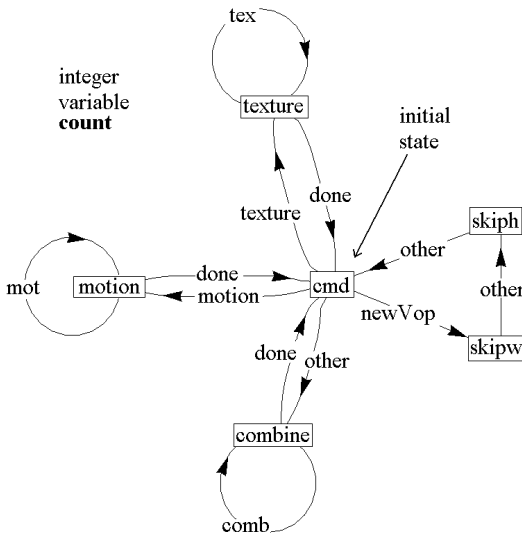 tex
integer
variable
count
texture
initial
state
done
texture
skiph
other
done
mot
motion
cmd
motion
other
newVop
skipw
done
other
combine
comb